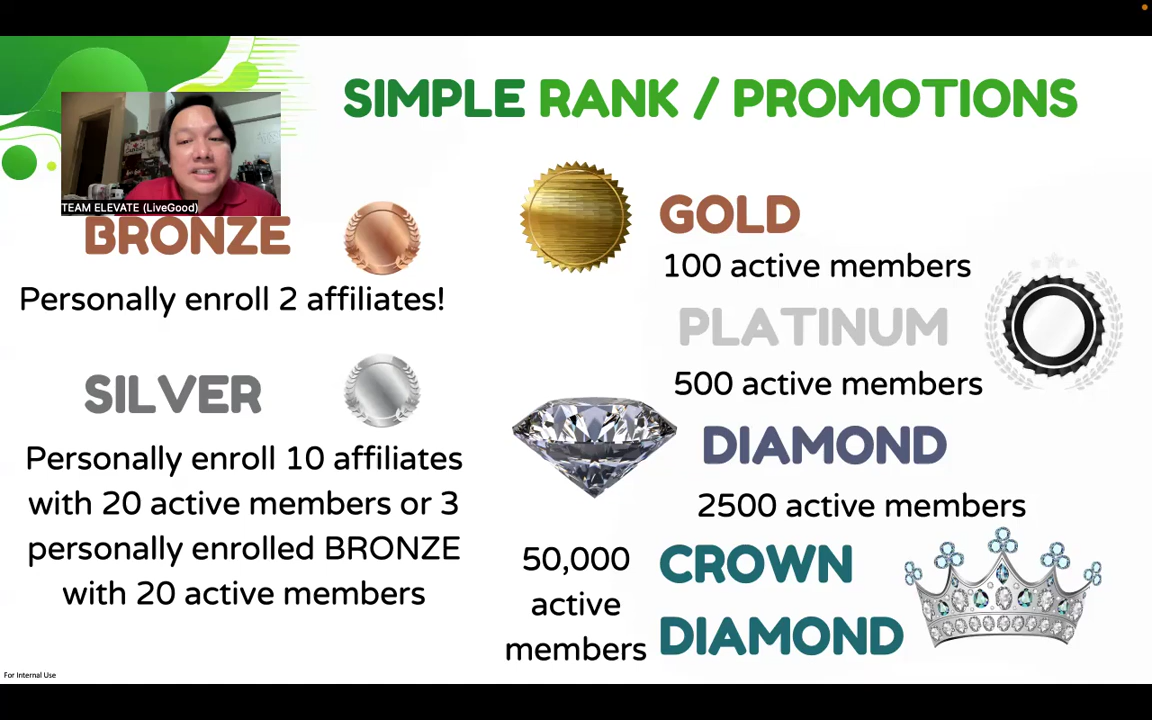 SIMPLE RANK / PROMOTIONS
TEAM ELEVATE (LiveGood)
BRONZE
Personally enroll 2 affiliates!
SILVER
Personally enroll 10 affiliates
with 20 active members or 3
personally enrolled BRONZE
with 20 active members
GOLD
100 active members
PLATINUM
500 active members
DIAMOND
2500 active members
50,000
active
members
CROWN
DIAMOND
For Internal Use